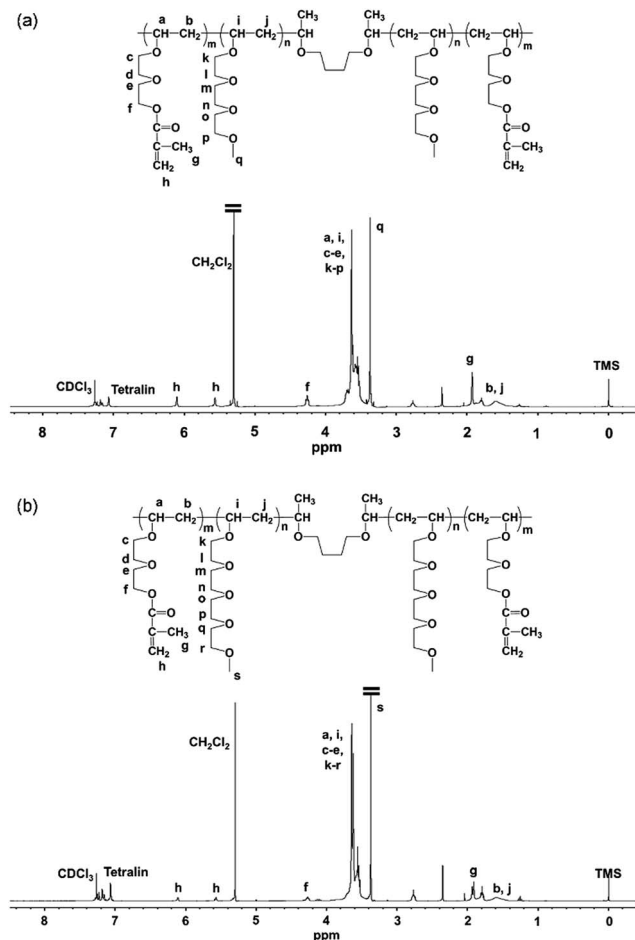 (a)
CH₃ CH₃
a b i j
CH CH₂ m CH CH₂ n CH CH CH₂ CH n CH₂ CH m
c O k O O O O O
d l
e O m O O O
f n
O o O O O
C=O p O C=O
CH₃ g q CH₃
CH₂ CH₂
h
q
CH₂Cl₂
a, i,
c-e,
k-p
g
CDCl₃ Tetralin h h f b, j TMS
8 7 6 5 4 3 2 1 0
ppm
(b)
CH₃ CH₃
a b i j
CH CH₂ m CH CH₂ n CH CH CH₂ CH n CH₂ CH m
c O k O O O O O
d l
e O m O O O
f n
O o O O O
C=O p C=O
CH₃ q O O CH₃
CH₂ g r CH₂
h O O
s
s
CH₂Cl₂
a, i,
c-e,
k-r
g
CDCl₃ Tetralin h h f b, j TMS
8 7 6 5 4 3 2 1 0
ppm